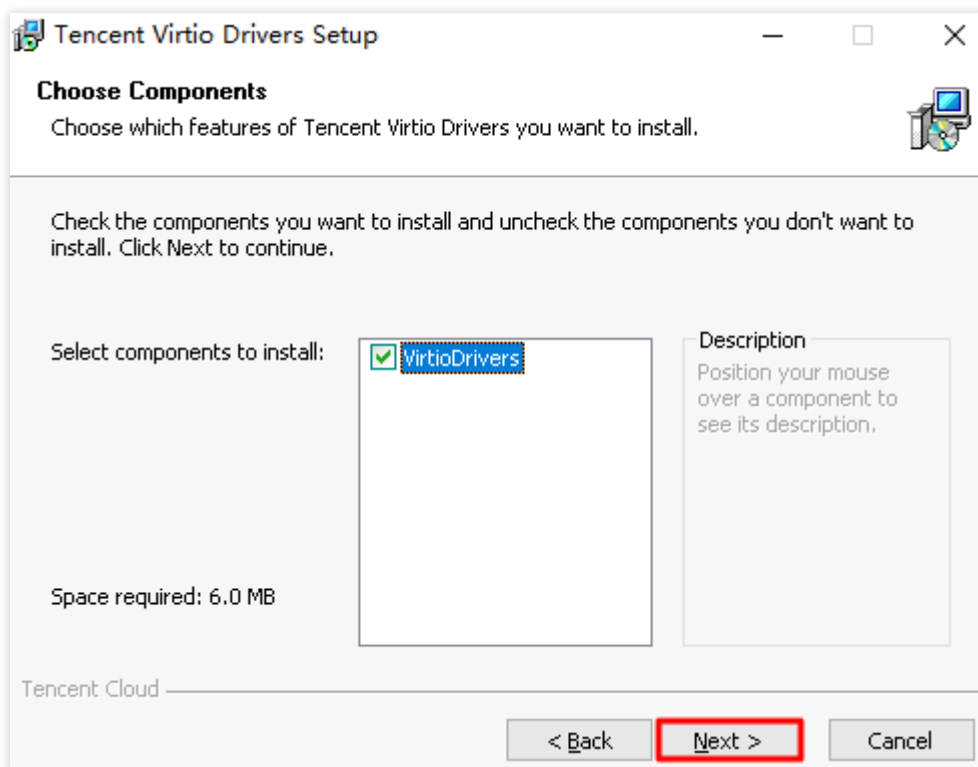 Tencent Virtio Drivers Setup
Choose Components
Choose which features of Tencent Virtio Drivers you want to install.
Check the components you want to install and uncheck the components you don't want to
install. Click Next to continue.
Select components to install:
VirtioDrivers
Description
Position your mouse
over a component to
see its description.
Space required: 6.0 MB
Tencent Cloud
< Back
Next >
Cancel